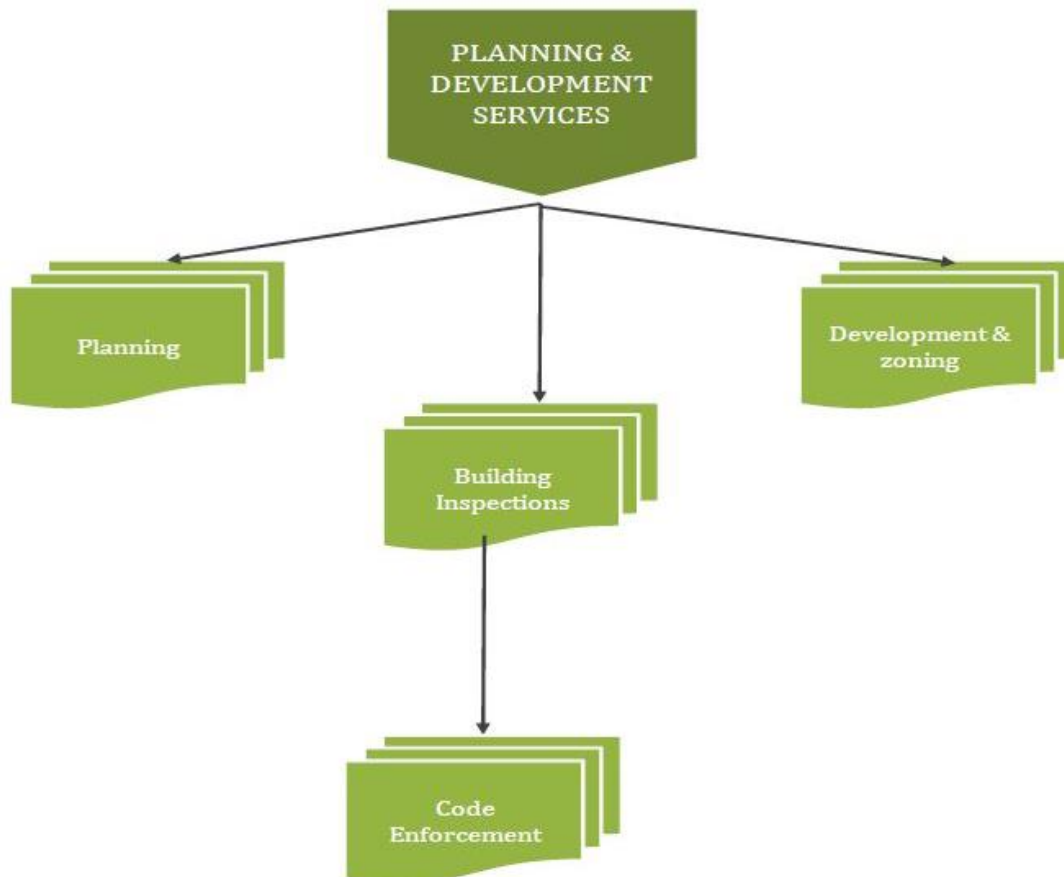 PLANNING &
DEVELOPMENT
SERVICES
Planning
Development &
zoning
Building
Inspections
Code
Enforcement